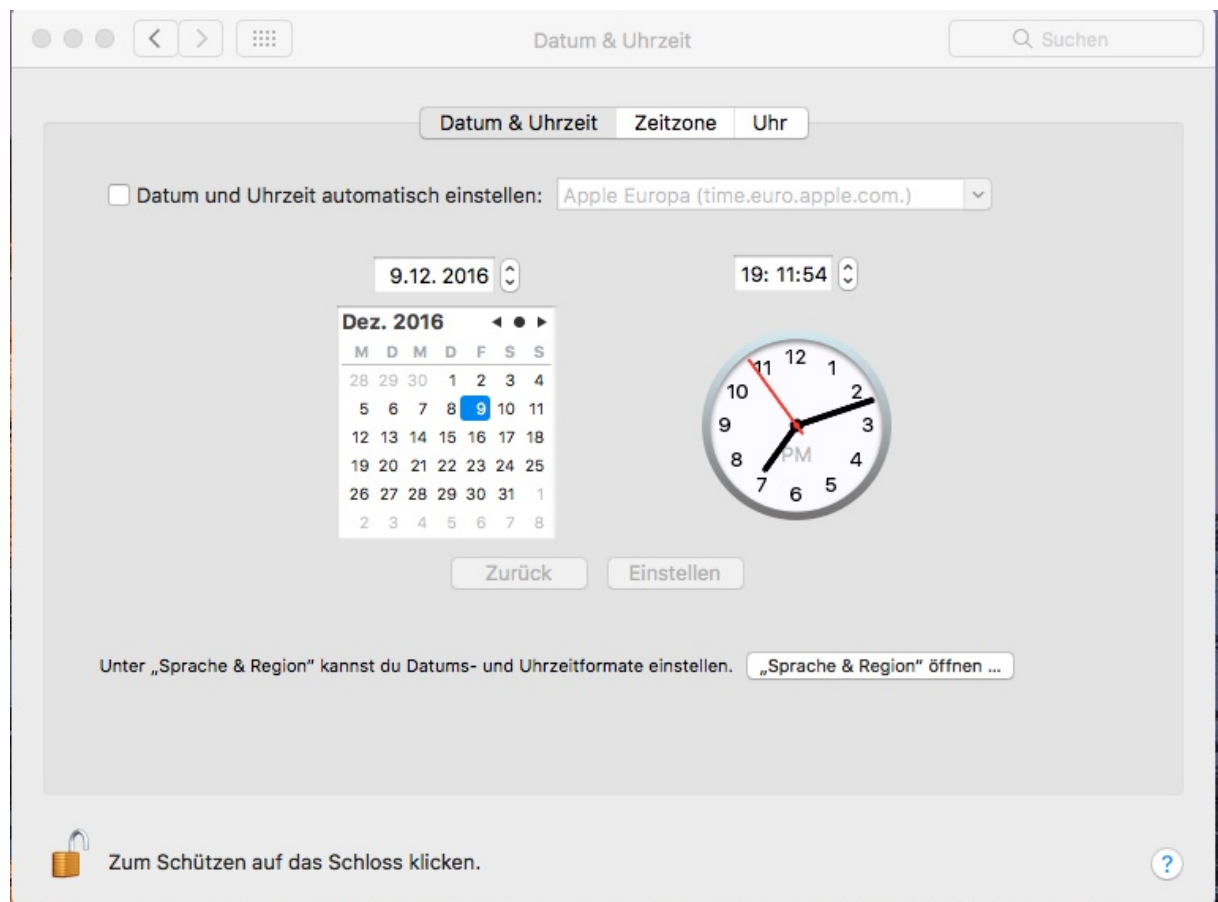 Datum & Uhrzeit
Suchen
Datum & Uhrzeit Zeitzone Uhr
Datum und Uhrzeit automatisch einstellen: Apple Europa (time.euro.apple.com.)
9.12. 2016
19: 11:54
Dez. 2016
M D M D F S S
28 29 30 1 2 3 4
5 6 7 8 9 10 11
12 13 14 15 16 17 18
19 20 21 22 23 24 25
26 27 28 29 30 31 1
2 3 4 5 6 7 8
12
11 1
10 2
9 3
PM
8 4
7 5
6
Zurück Einstellen
Unter „Sprache & Region“ kannst du Datums- und Uhrzeitformate einstellen. „Sprache & Region“ öffnen ...
Zum Schützen auf das Schloss klicken.
?